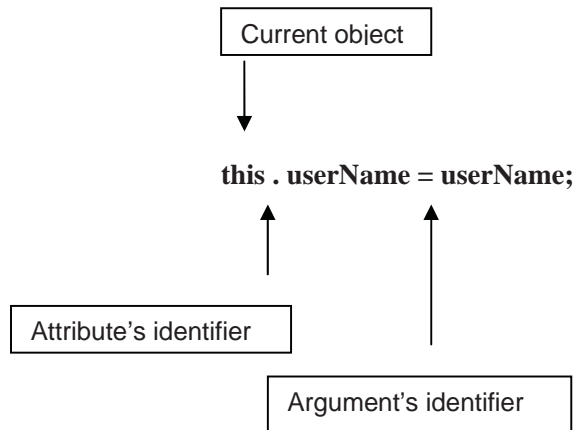 Current object
this . userName = userName;
Attribute’s identifier
Argument’s identifier